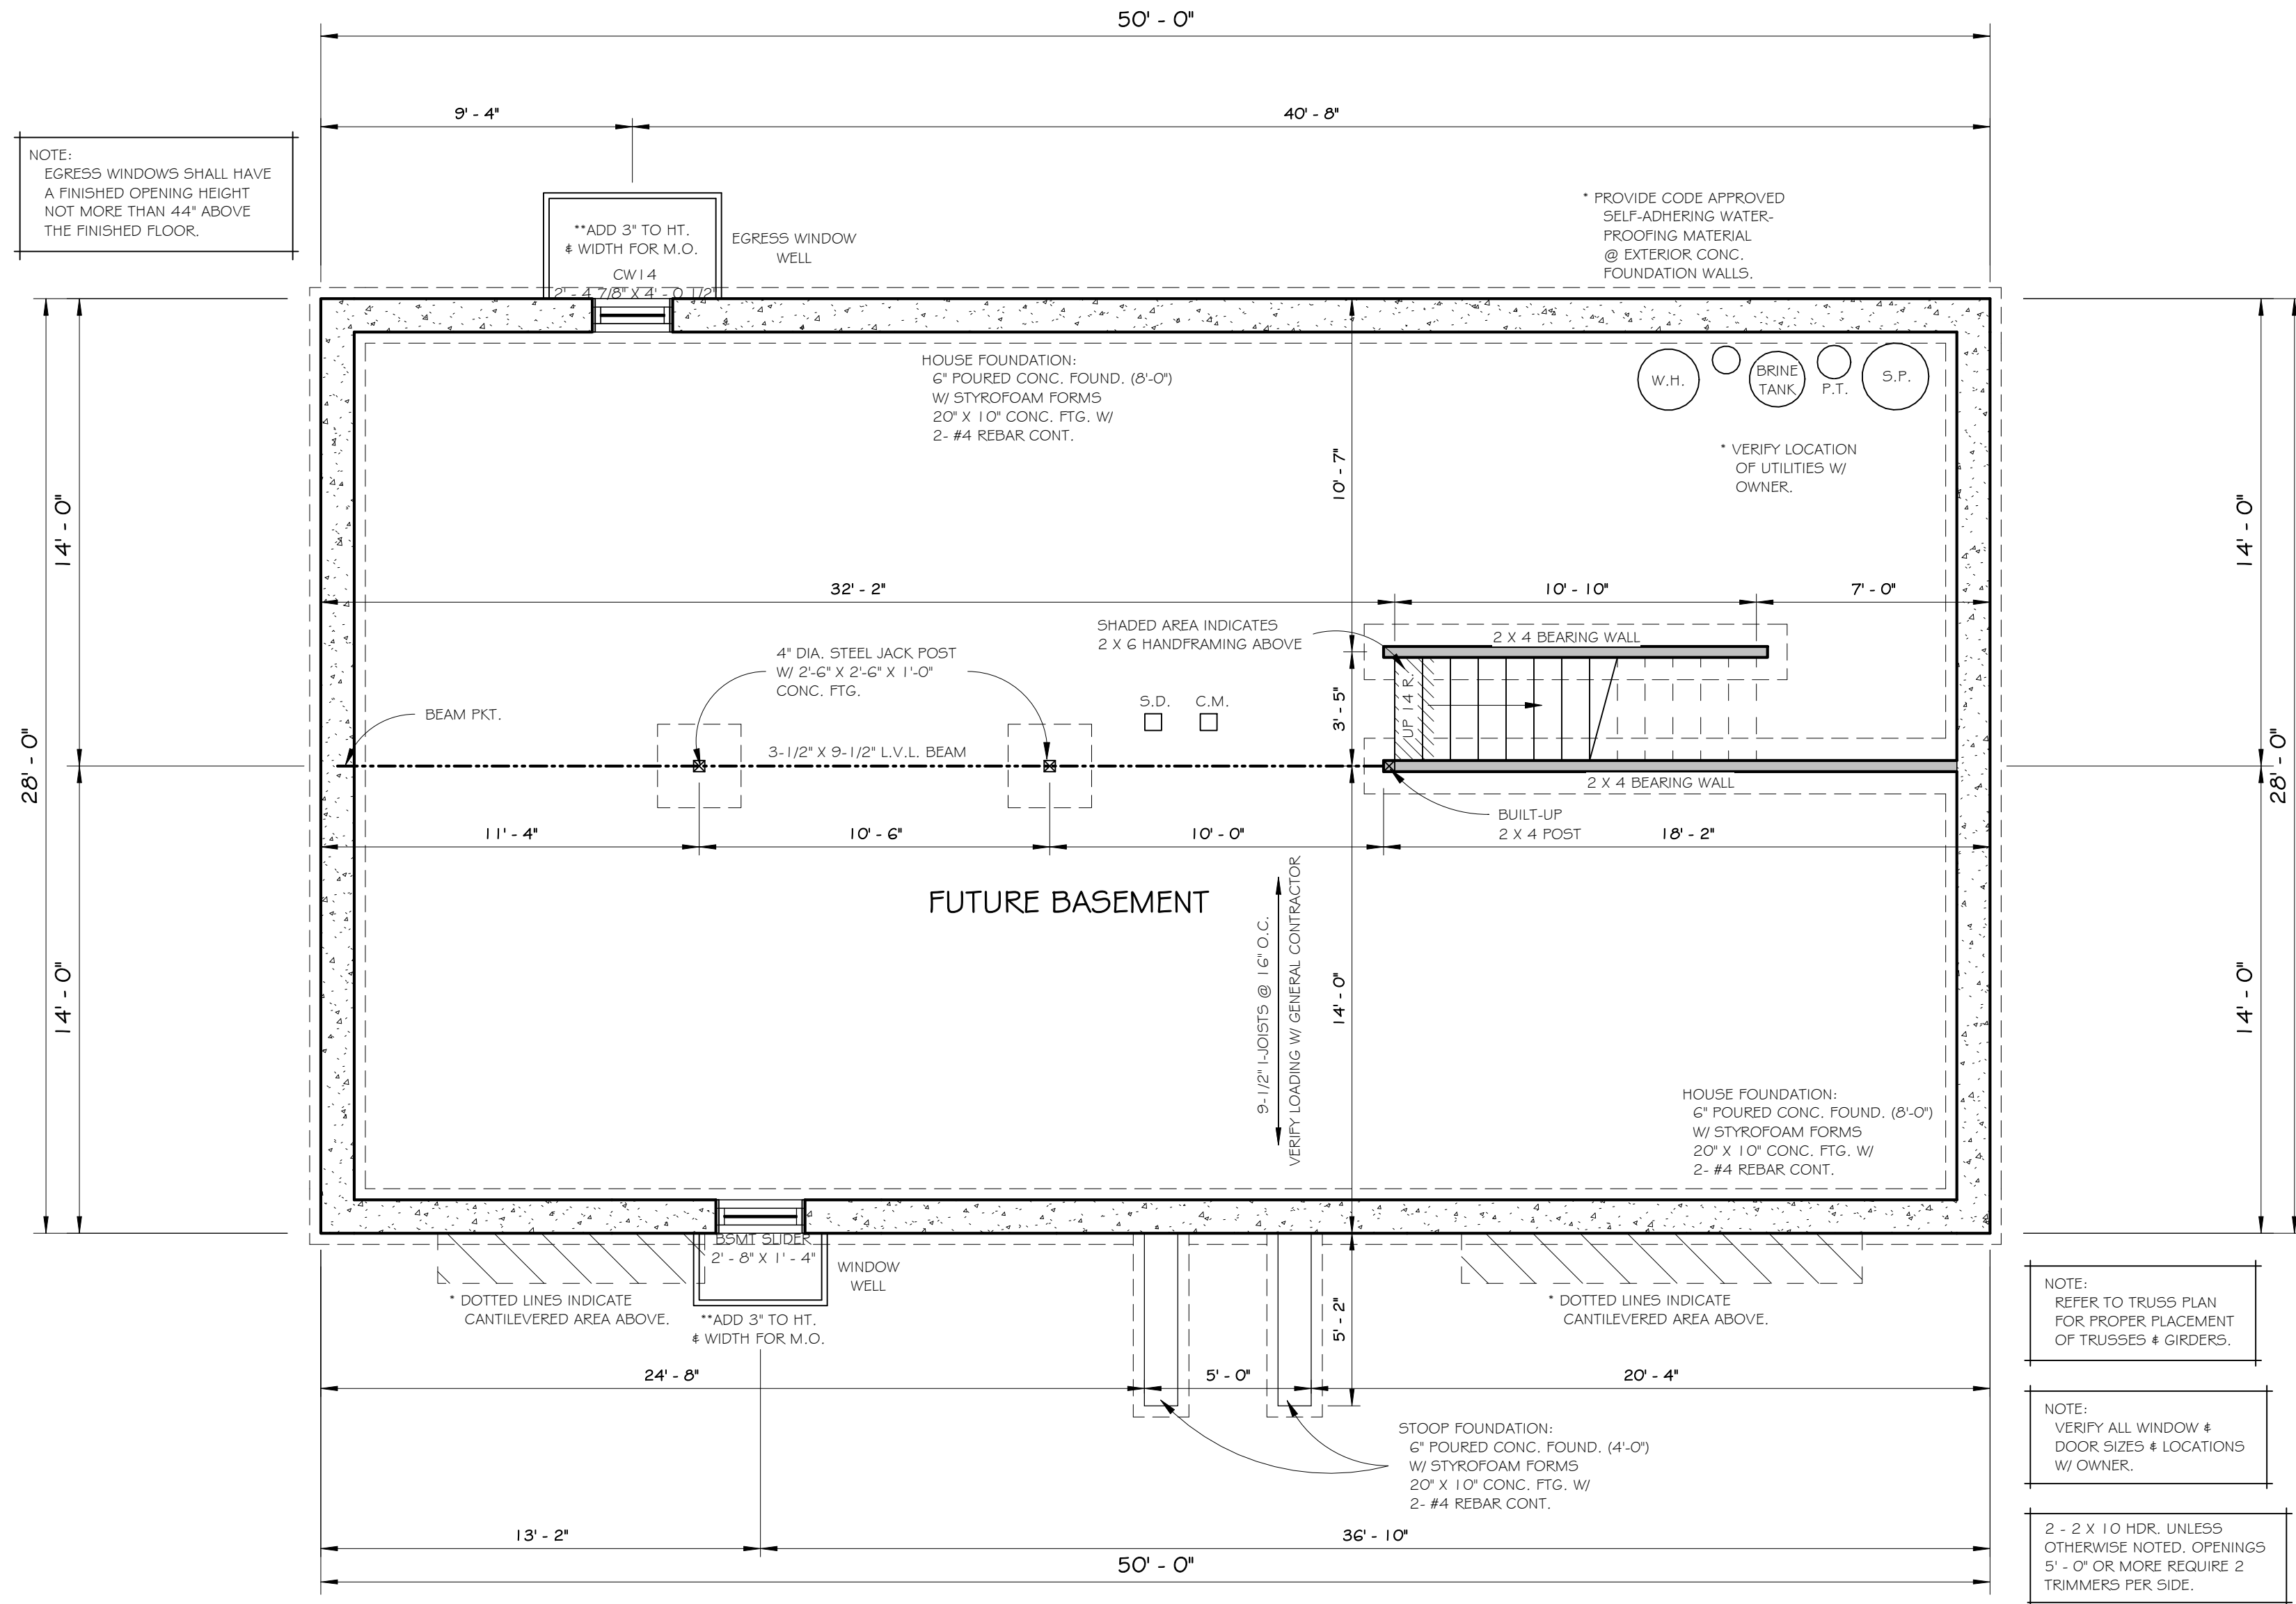 50' - 0"
9' - 4"
40' - 8"
NOTE:
EGRESS WINDOWS SHALL HAVE
A FINISHED OPENING HEIGHT
NOT MORE THAN 44" ABOVE
THE FINISHED FLOOR.
**ADD 3" TO HT.
& WIDTH FOR M.O.
CW14
2' - 4 7/8" X 4' - 0 1/2"
EGRESS WINDOW
WELL
* PROVIDE CODE APPROVED
SELF-ADHERING WATER-
PROOFING MATERIAL
@ EXTERIOR CONC.
FOUNDATION WALLS.
HOUSE FOUNDATION:
6" POURED CONC. FOUND. (8'-0")
W/ STYROFOAM FORMS
20" X 10" CONC. FTG. W/
2- #4 REBAR CONT.
W.H.
BRINE
TANK
P.T.
S.P.
* VERIFY LOCATION
OF UTILITIES W/
OWNER.
10' - 7"
14' - 0"
14' - 0"
32' - 2"
10' - 10"
7' - 0"
SHADED AREA INDICATES
2 X 6 HANDFRAMING ABOVE
2 X 4 BEARING WALL
4" DIA. STEEL JACK POST
W/ 2'-6" X 2'-6" X 1'-0"
CONC. FTG.
BEAM PKT.
S.D.
C.M.
3' - 5"
UP 14 R.
3-1/2" X 9-1/2" L.V.L. BEAM
28' - 0"
28' - 0"
2 X 4 BEARING WALL
BUILT-UP
2 X 4 POST
11' - 4"
10' - 6"
10' - 0"
18' - 2"
FUTURE BASEMENT
9-1/2" I-JOISTS @ 16" O.C.
VERIFY LOADING W/ GENERAL CONTRACTOR
14' - 0"
14' - 0"
14' - 0"
HOUSE FOUNDATION:
6" POURED CONC. FOUND. (8'-0")
W/ STYROFOAM FORMS
20" X 10" CONC. FTG. W/
2- #4 REBAR CONT.
BSMT SLIDER
2' - 8" X 1' - 4"
WINDOW
WELL
* DOTTED LINES INDICATE
CANTILEVERED AREA ABOVE.
**ADD 3" TO HT.
& WIDTH FOR M.O.
5' - 2"
* DOTTED LINES INDICATE
CANTILEVERED AREA ABOVE.
NOTE:
REFER TO TRUSS PLAN
FOR PROPER PLACEMENT
OF TRUSSES & GIRDERS.
24' - 8"
5' - 0"
20' - 4"
NOTE:
VERIFY ALL WINDOW &
DOOR SIZES & LOCATIONS
W/ OWNER.
STOOP FOUNDATION:
6" POURED CONC. FOUND. (4'-0")
W/ STYROFOAM FORMS
20" X 10" CONC. FTG. W/
2- #4 REBAR CONT.
2 - 2 X 10 HDR. UNLESS
OTHERWISE NOTED. OPENINGS
5' - 0" OR MORE REQUIRE 2
TRIMMERS PER SIDE.
13' - 2"
36' - 10"
50' - 0"